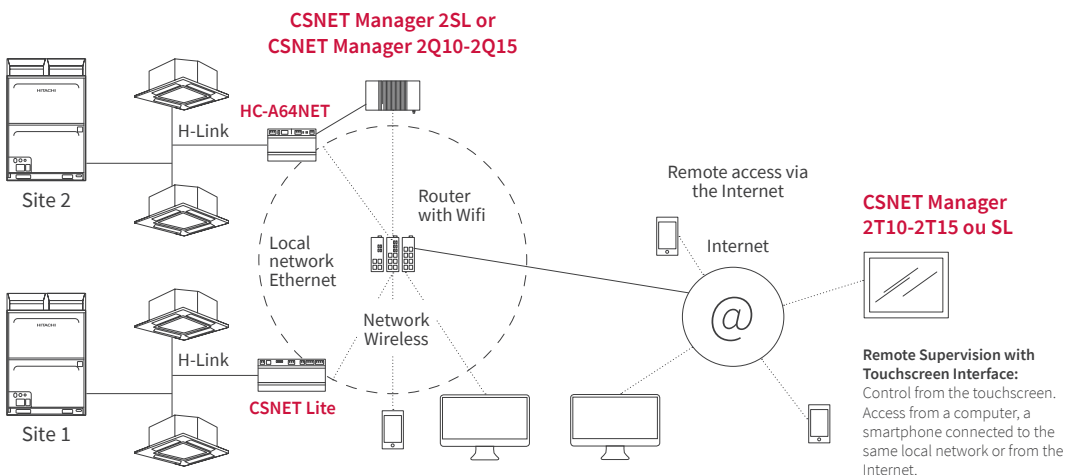 CSNET Manager 2SL or
CSNET Manager 2Q10-2Q15
HITACHI
HC-A64NET
H-Link
Site 2
Router
with Wifi
Remote access via
the Internet
CSNET Manager
2T10-2T15 ou SL
Local
network
Ethernet
Internet
@
HITACHI
Network
Wireless
H-Link
CSNET Lite
Site 1
Remote Supervision with
Touchscreen Interface:
Control from the touchscreen.
Access from a computer, a
smartphone connected to the
same local network or from the
Internet.